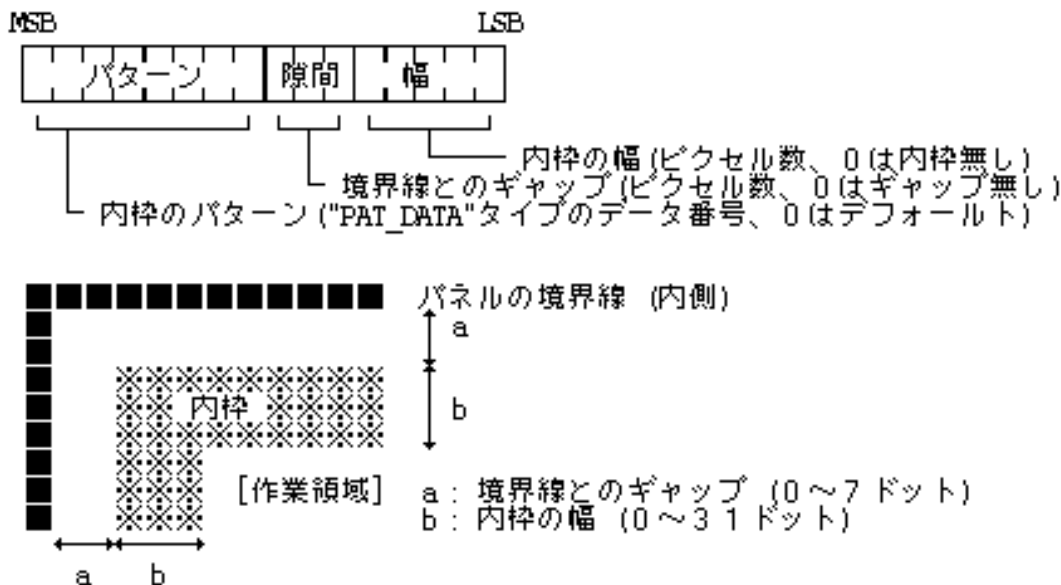 MSB LSB
パターン 隙間 幅
内枠の幅 (ピクセル数、０は内枠無し)
境界線とのギャップ (ピクセル数、０はギャップ無し)
内枠のパターン ("PAT_DATA"タイプのデータ番号、０はデフォールト)
パネルの境界線 (内側)
a
内枠
b
[作業領域]
a : 境界線とのギャップ (０～７ドット)
b : 内枠の幅 (０～３１ドット)
a b